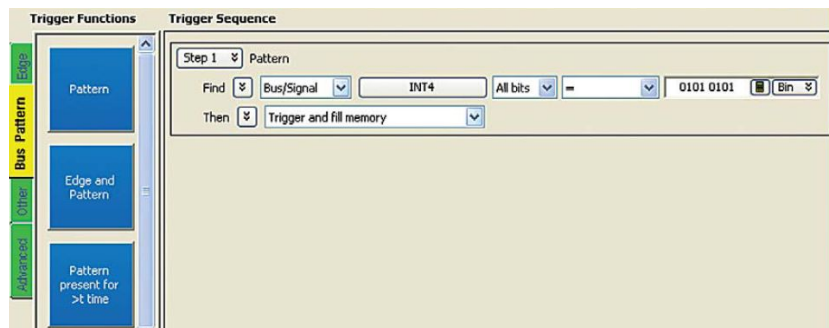 Trigger Functions Trigger Sequence
Edge
Bus Pattern
Other
Advanced
Pattern
Edge and
Pattern
Pattern
present for
>t time
Step 1 Pattern
Find Bus/Signal INT4 All bits = 0101 0101 Bin
Then Trigger and fill memory